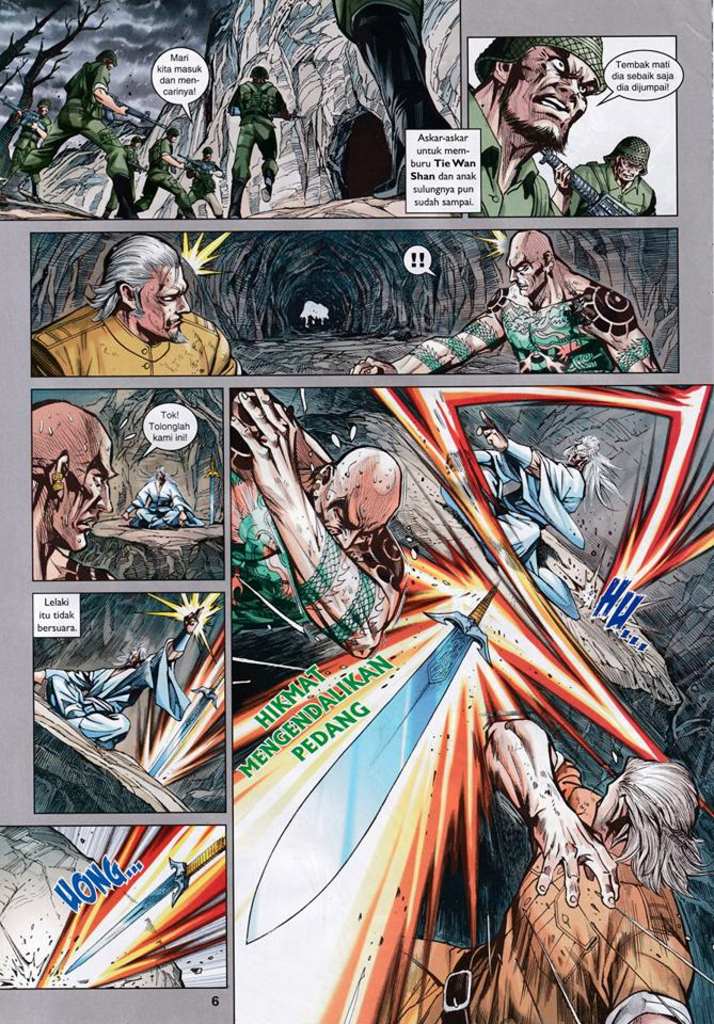 Mari
kita masuk
dan men-
carinya!
Askar-askar
untuk mem-
buru Tie Wan
Shan dan anak
sulungnya pun
sudah sampai.
Tembak mati
dia sebaik saja
dia dijumpai!
!!
Tok!
Tolonglah
kami ini!
Lelaki
itu tidak
bersuara.
UONG...
HIKMAT
MENGENDALIKAN
PEDANG
HU...
6